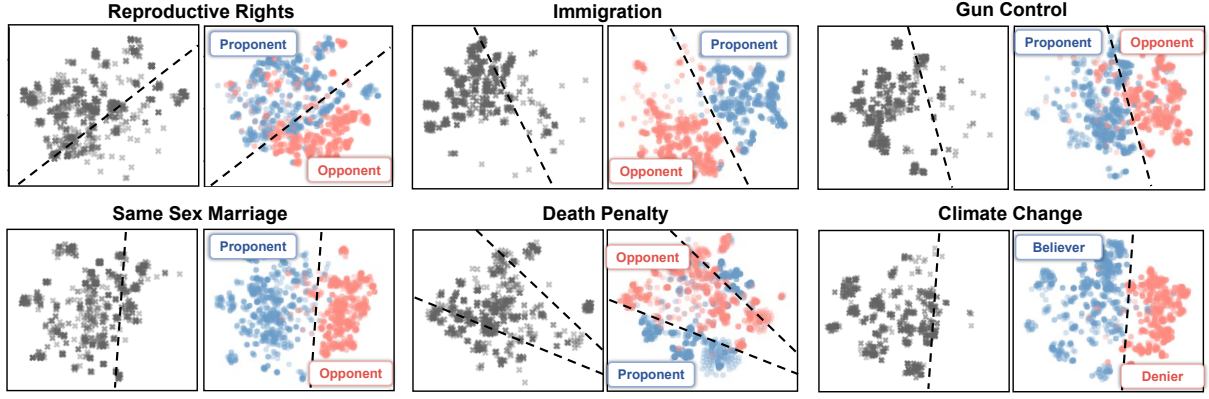 Reproductive Rights
Immigration
Gun Control
Proponent
Opponent
Proponent
Opponent
Proponent
Opponent
Same Sex Marriage
Death Penalty
Climate Change
Proponent
Opponent
Opponent
Proponent
Believer
Denier